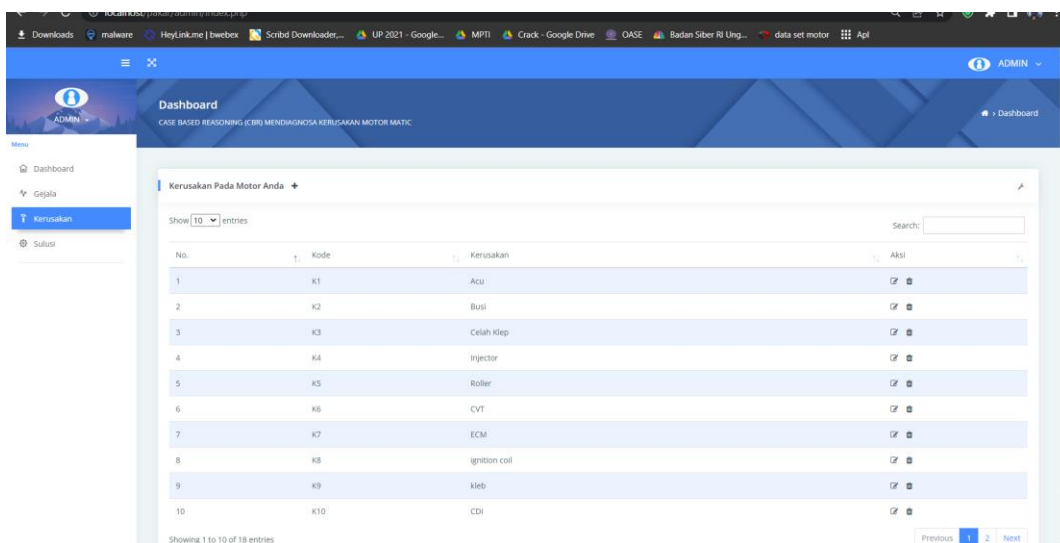 localhost/pakar/admin/index.php
Downloads malware HeyLink.me | bwebex Scribd Downloader,... UP 2021 - Google... MPTI Crack - Google Drive OASE Badan Siber RI Ung... data set motor Apl
ADMIN
ADMIN
Dashboard
CASE BASED REASONING (CBR) MENDIAGNOSA KERUSAKAN MOTOR MATIC
> Dashboard
Menu
Dashboard
Gejala
Kerusakan
Sulusi
Kerusakan Pada Motor Anda +
Show 10 entries
Search:
No. Kode Kerusakan Aksi
1 K1 Acu
2 K2 Busi
3 K3 Celah Klep
4 K4 Injector
5 K5 Roller
6 K6 CVT
7 K7 ECM
8 K8 ignition coil
9 K9 kleb
10 K10 CDI
Showing 1 to 10 of 18 entries
Previous 1 2 Next